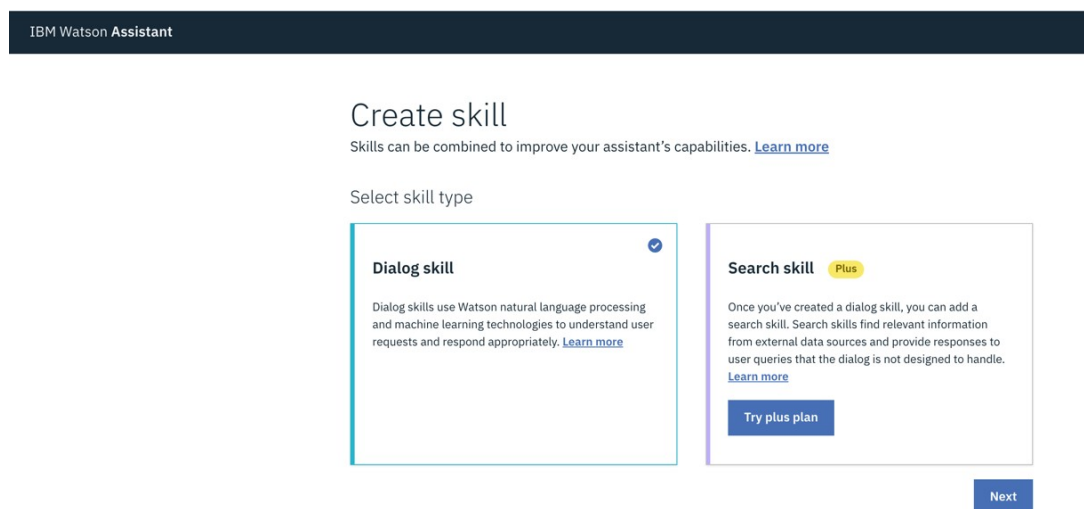 IBM Watson Assistant
Create skill
Skills can be combined to improve your assistant's capabilities. Learn more
Select skill type
Dialog skill
Dialog skills use Watson natural language processing
and machine learning technologies to understand user
requests and respond appropriately. Learn more
Search skill Plus
Once you've created a dialog skill, you can add a
search skill. Search skills find relevant information
from external data sources and provide responses to
user queries that the dialog is not designed to handle.
Learn more
Try plus plan
Next